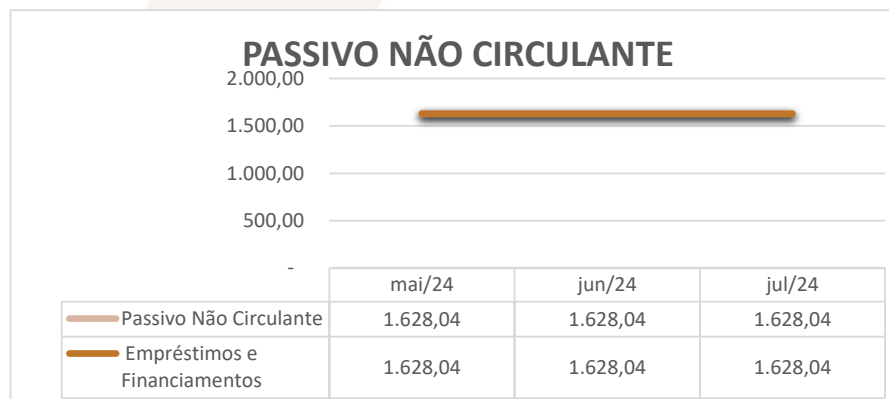 PASSIVO NÃO CIRCULANTE
2.000,00
1.500,00
1.000,00
500,00
-
mai/24 jun/24 jul/24
Passivo Não Circulante 1.628,04 1.628,04 1.628,04
Empréstimos e
Financiamentos 1.628,04 1.628,04 1.628,04